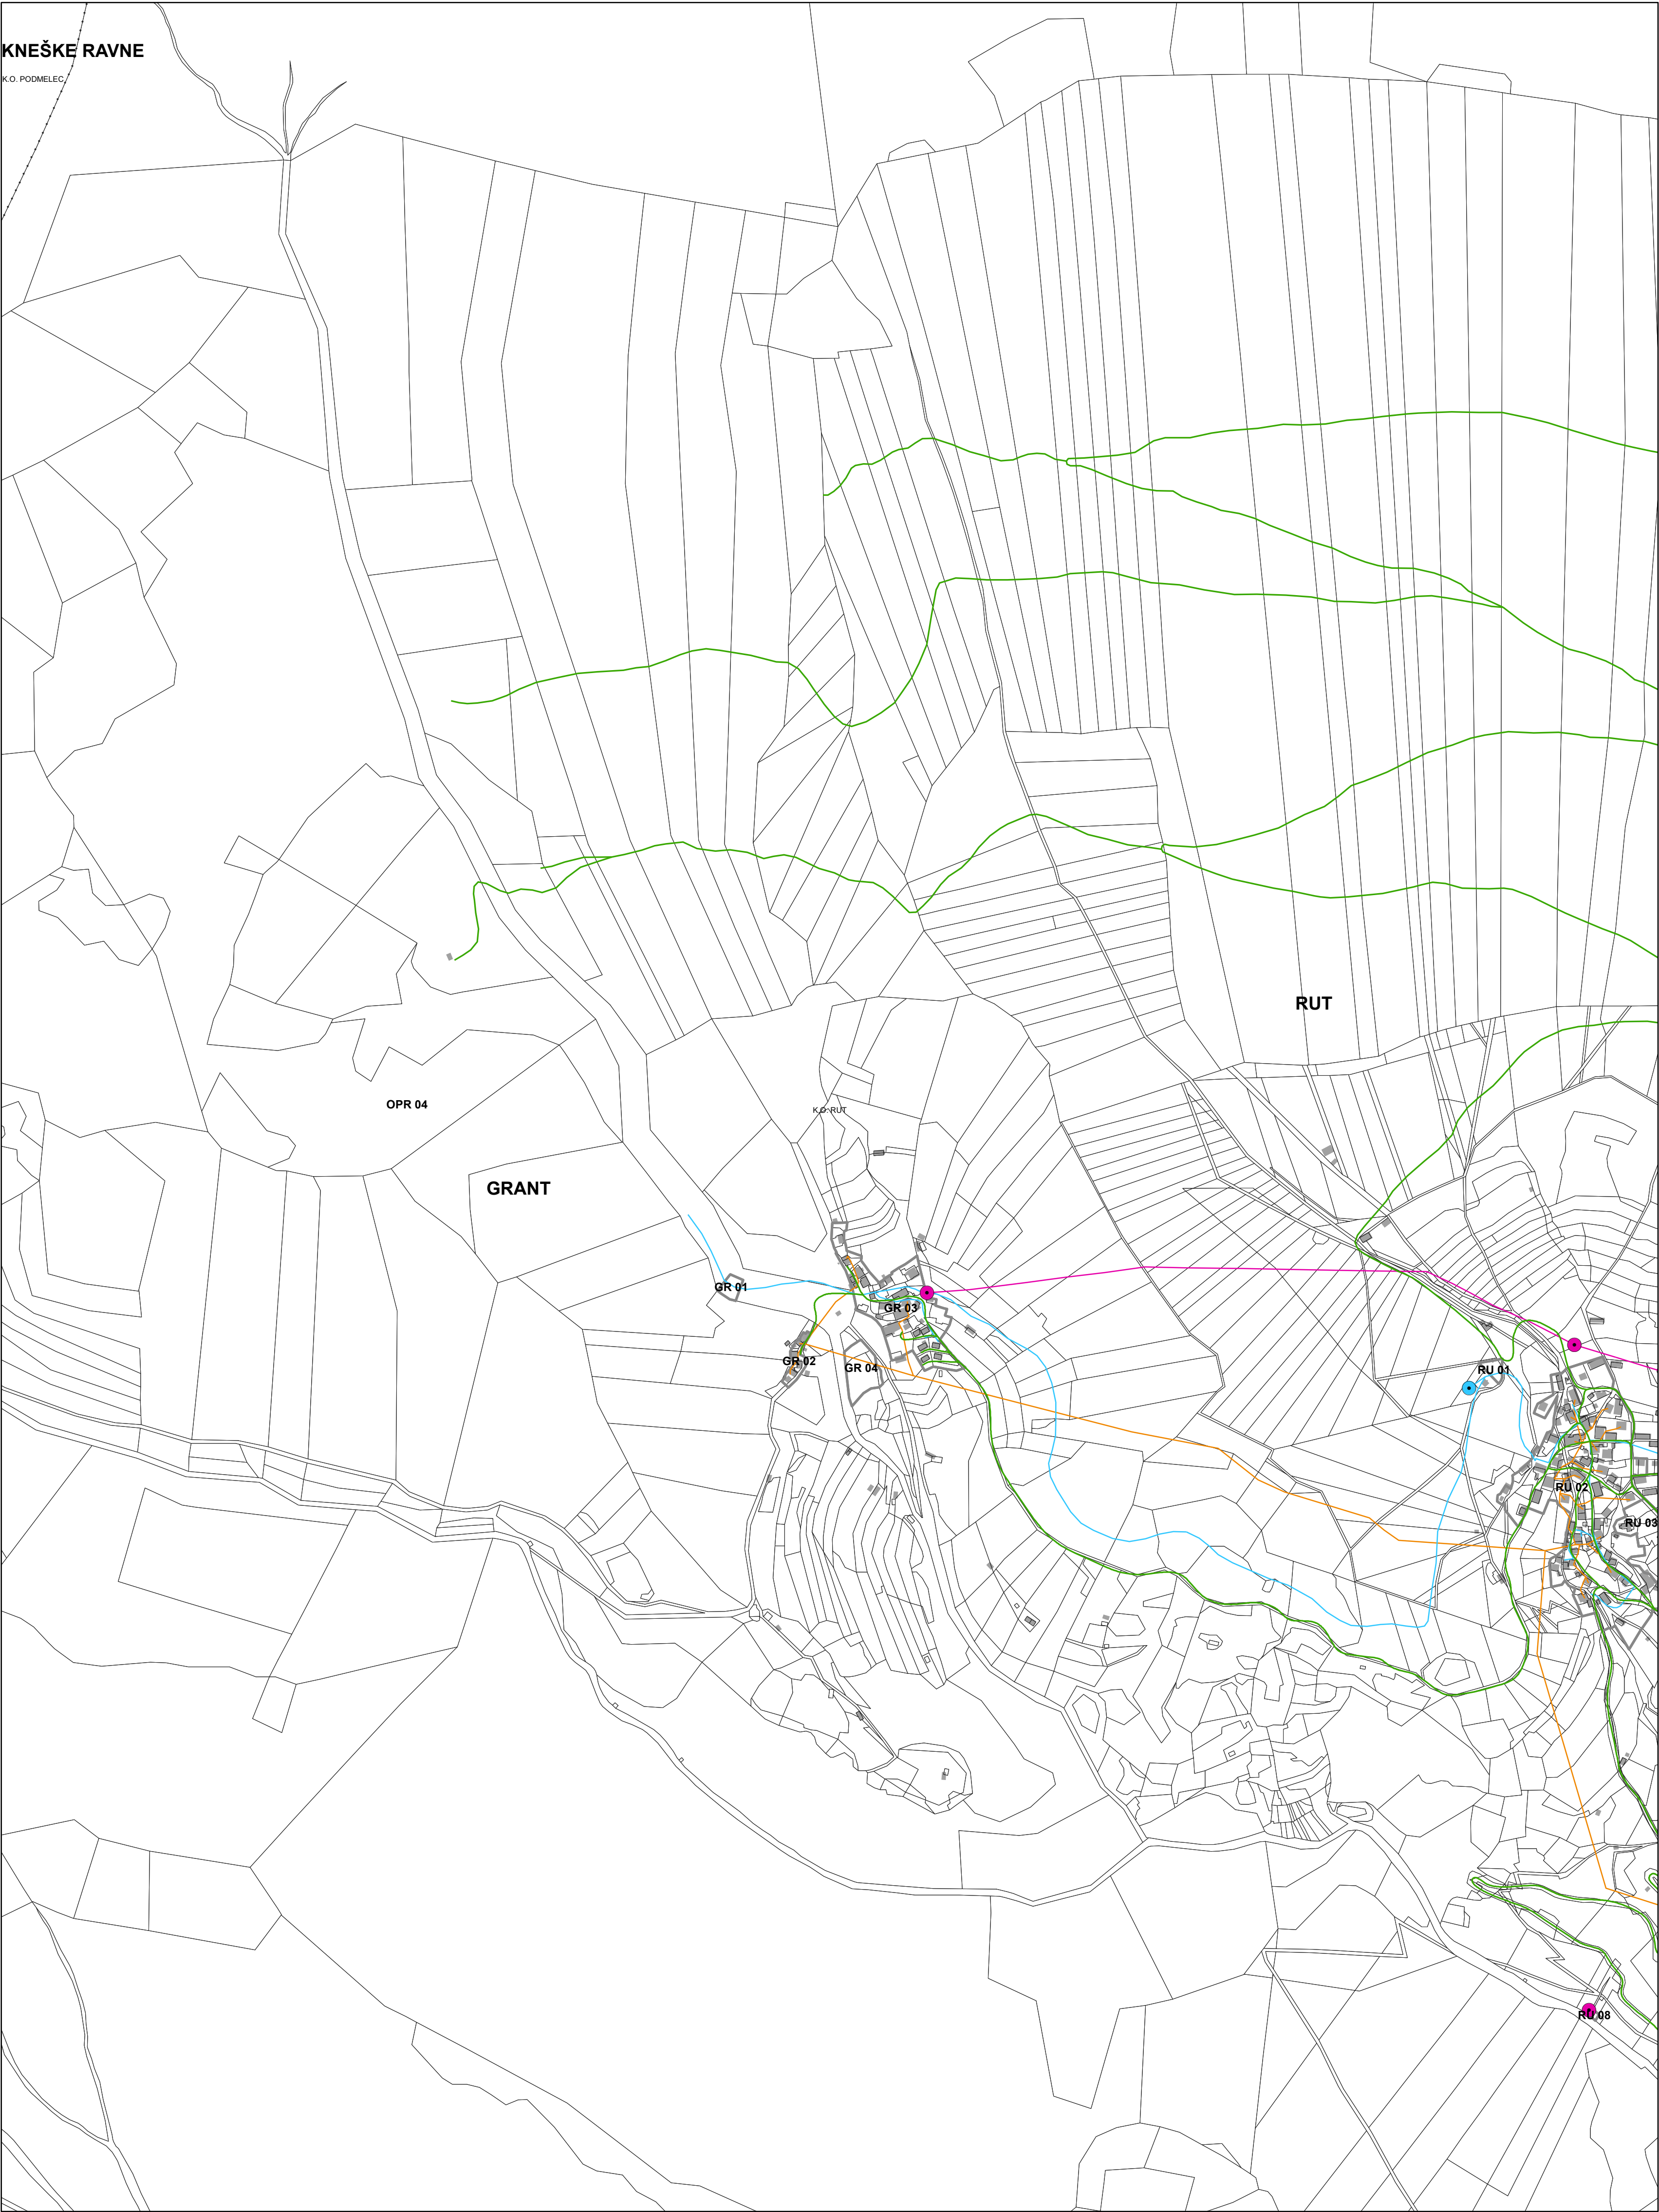 KNEŠKE RAVNE
K.O. PODMELEC
RUT
OPR 04
K.O. RUT
GRANT
GR 01
GR 03
GR 02
GR 04
RU 01
RU 02
RU 03
RU 08